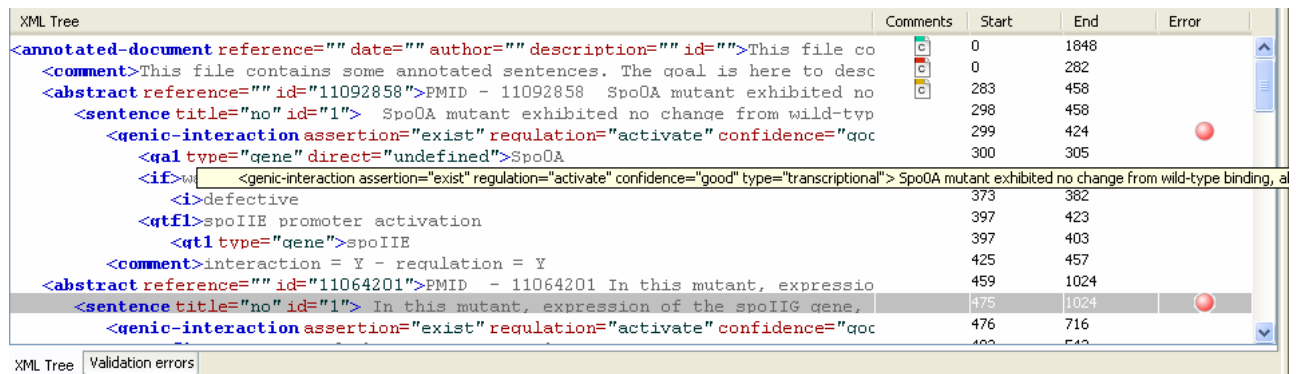 XML Tree Comments Start End Error
<annotated-document reference="" date="" author="" description="" id="">This file co c 0 1848
<comment>This file contains some annotated sentences. The goal is here to desc c 0 282
<abstract reference="" id="11092858">PMID - 11092858 Spo0A mutant exhibited no c 283 458
<sentence title="no" id="1"> Spo0A mutant exhibited no change from wild-typ 298 458
<genic-interaction assertion="exist" regulation="activate" confidence="goc 299 424
<ga1 type="gene" direct="undefined">Spo0A 300 305
<if>wa <genic-interaction assertion="exist" regulation="activate" confidence="good" type="transcriptional"> Spo0A mutant exhibited no change from wild-type binding, al
<i>defective 373 382
<gtf1>spoIIE promoter activation 397 423
<gt1 type="gene">spoIIE 397 403
<comment>interaction = Y - regulation = Y 425 457
<abstract reference="" id="11064201">PMID - 11064201 In this mutant, expressio 459 1024
<sentence title="no" id="1"> In this mutant, expression of the spoIIG gene, 475 1024
<genic-interaction assertion="exist" regulation="activate" confidence="goc 476 716
XML Tree Validation errors